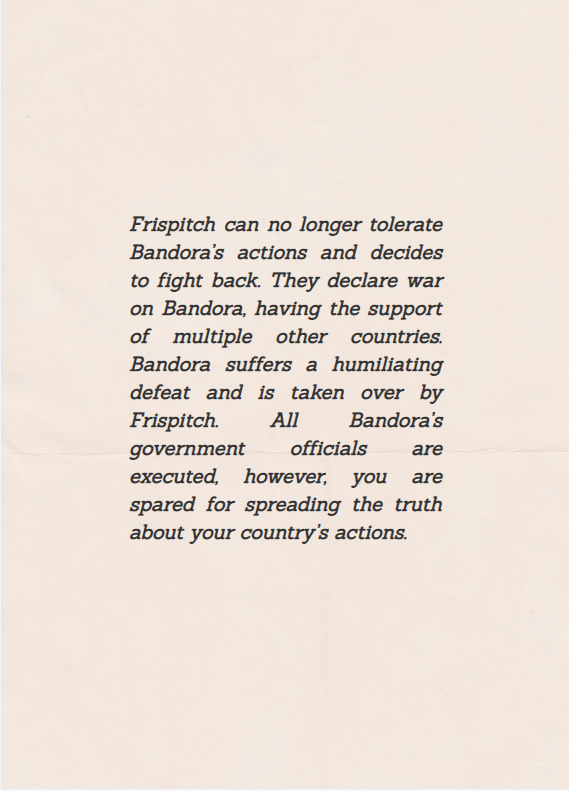 Frispitch can no longer tolerate
Bandora's actions and decides
to fight back. They declare war
on Bandora, having the support
of multiple other countries.
Bandora suffers a humiliating
defeat and is taken over by
Frispitch. All Bandora's
government officials are
executed, however, you are
spared for spreading the truth
about your country's actions.